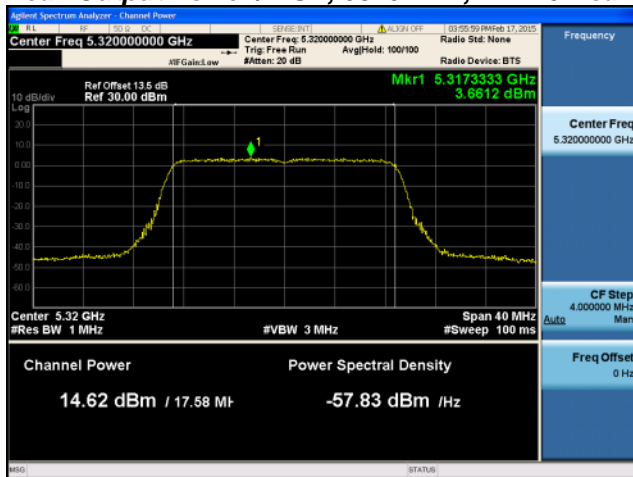 Agilent Spectrum Analyzer - Channel Power
RL RF 50 Ω DC SENSE:INT ALIGN OFF 03:55:59 PM Feb 17, 2015
Center Freq 5.320000000 GHz
Center Freq: 5.320000000 GHz
Radio Std: None
Trig: Free Run Avg|Hold: 100/100
#IFGain:Low #Atten: 20 dB Radio Device: BTS
Frequency
Mkr1 5.3173333 GHz
3.6612 dBm
Ref Offset 13.5 dB
10 dB/div Ref 30.00 dBm
Log
20.0
10.0
0.00
-10.0
-20.0
-30.0
-40.0
-50.0
-60.0
1
Center 5.32 GHz Span 40 MHz
#Res BW 1 MHz #VBW 3 MHz #Sweep 100 ms
Channel Power Power Spectral Density
14.62 dBm / 17.58 MH -57.83 dBm /Hz
Center Freq
5.320000000 GHz
CF Step
4.000000 MHz
Auto Man
Freq Offset
0 Hz
MSG STATUS